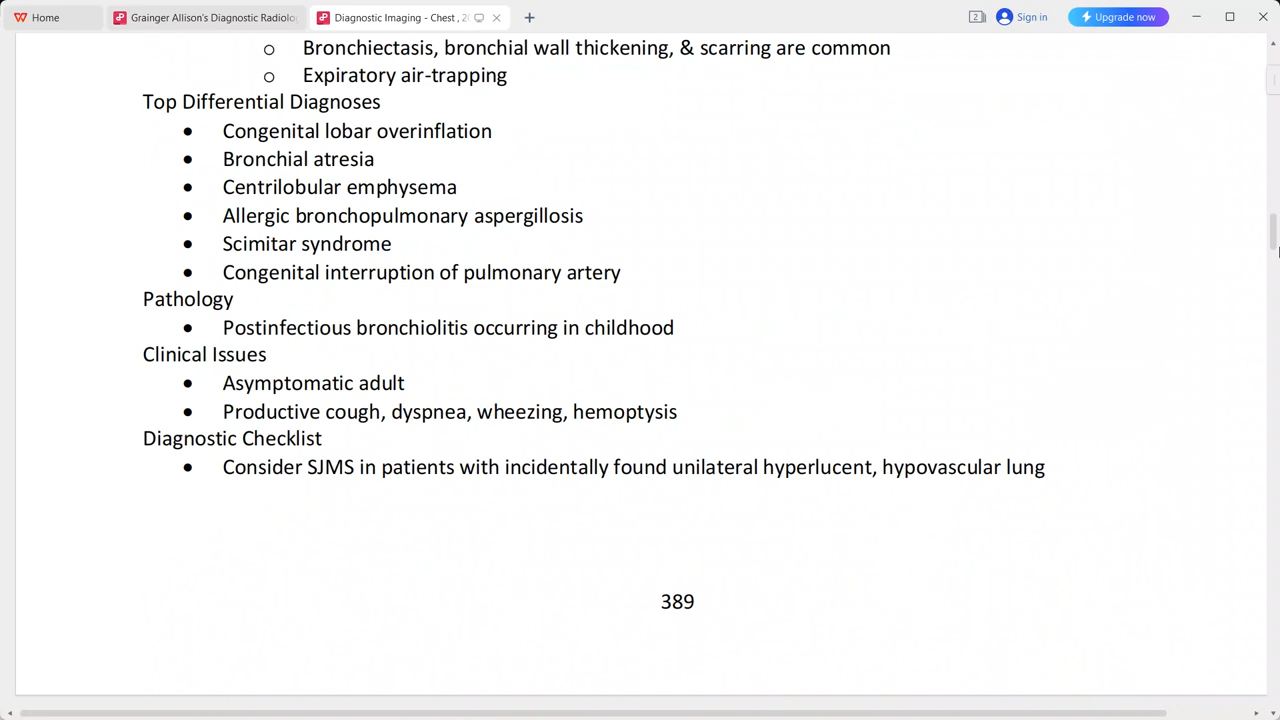 Home
Grainger Allison's Diagnostic Radiolo
Diagnostic Imaging - Chest , 2
2
Sign in
Upgrade now
o Bronchiectasis, bronchial wall thickening, & scarring are common
o Expiratory air-trapping
Top Differential Diagnoses
• Congenital lobar overinflation
• Bronchial atresia
• Centrilobular emphysema
• Allergic bronchopulmonary aspergillosis
• Scimitar syndrome
• Congenital interruption of pulmonary artery
Pathology
• Postinfectious bronchiolitis occurring in childhood
Clinical Issues
• Asymptomatic adult
• Productive cough, dyspnea, wheezing, hemoptysis
Diagnostic Checklist
• Consider SJMS in patients with incidentally found unilateral hyperlucent, hypovascular lung
389